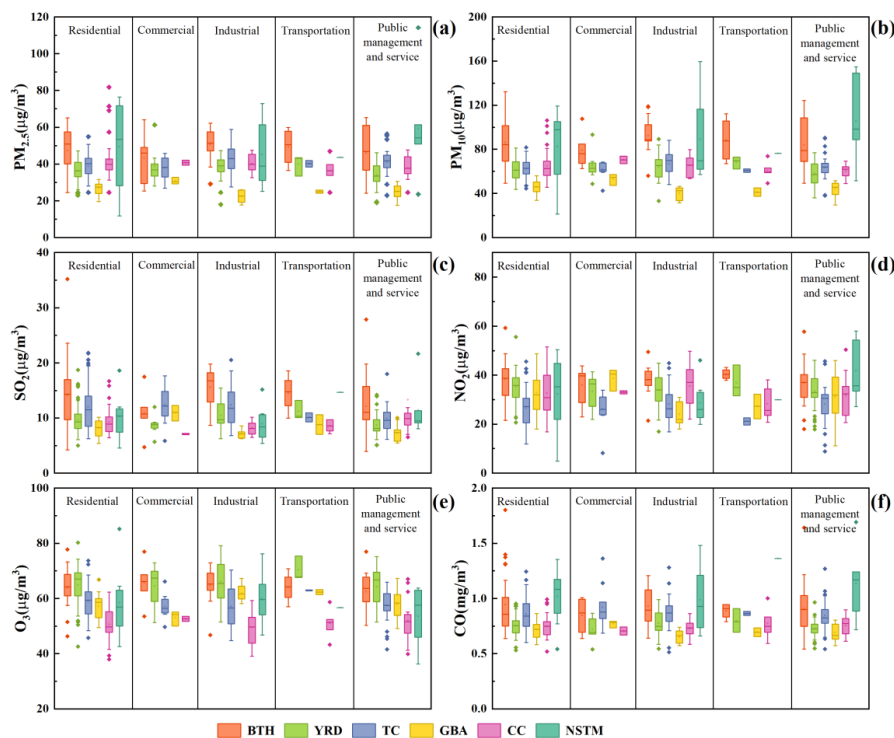 (a)
Residential Commercial Industrial Transportation Public management and service
PM2.5(μg/m³)
120
100
80
60
40
20
0
(b)
Residential Commercial Industrial Transportation Public management and service
PM10(μg/m³)
200
160
120
80
40
0
(c)
Residential Commercial Industrial Transportation Public management and service
SO2(μg/m³)
40
30
20
10
0
(d)
Residential Commercial Industrial Transportation Public management and service
NO2(μg/m³)
80
60
40
20
0
(e)
Residential Commercial Industrial Transportation Public management and service
O3(μg/m³)
100
80
60
40
20
(f)
Residential Commercial Industrial Transportation Public management and service
CO(mg/m³)
2.0
1.5
1.0
0.5
0.0
BTH YRD TC GBA CC NSTM